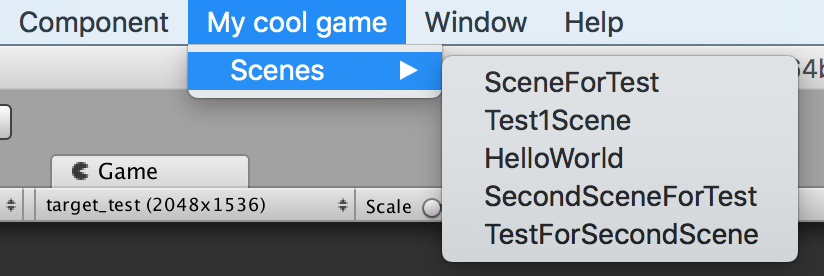 Component My cool game Window Help
Scenes
SceneForTest
Test1Scene
HelloWorld
SecondSceneForTest
TestForSecondScene
Game
target_test (2048x1536) Scale